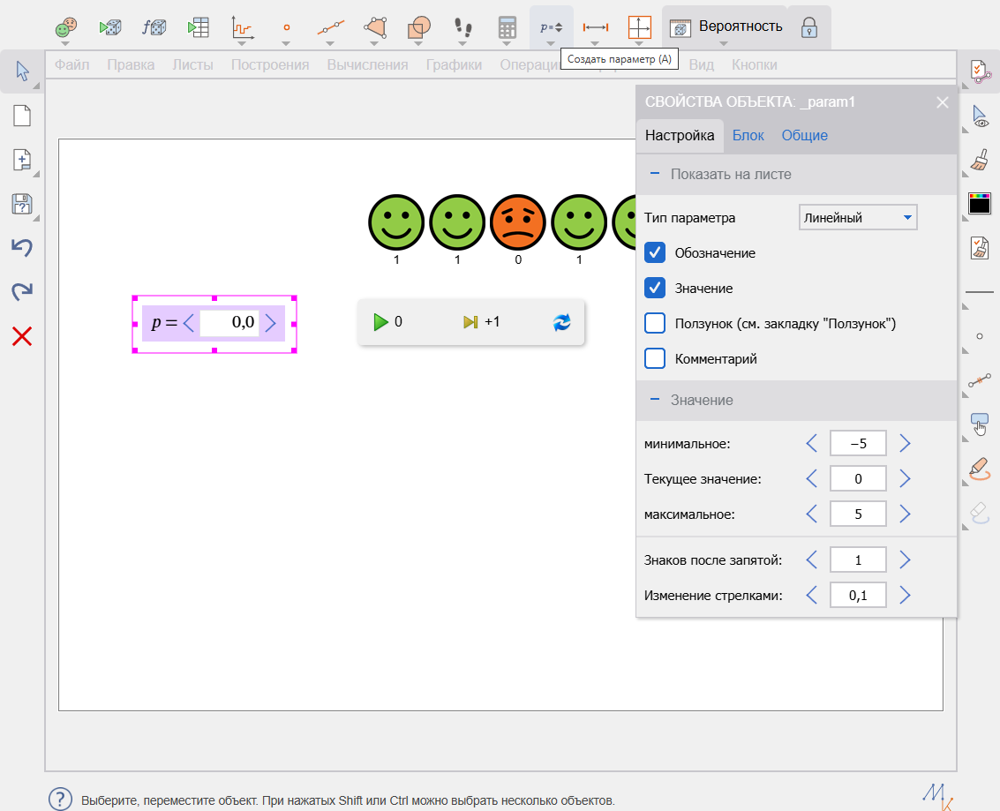 p=
Вероятность
Файл Правка Листы Построения Вычисления Графики Операци Вид Кнопки
Создать параметр (A)
СВОЙСТВА ОБЪЕКТА: _param1
Настройка Блок Общие
Показать на листе
Тип параметра Линейный
Обозначение
Значение
Ползунок (см. закладку "Ползунок")
Комментарий
Значение
минимальное: −5
Текущее значение: 0
максимальное: 5
Знаков после запятой: 1
Изменение стрелками: 0,1
1 1 0 1
p = 0,0
0 +1
? Выберите, переместите объект. При нажатых Shift или Ctrl можно выбрать несколько объектов.